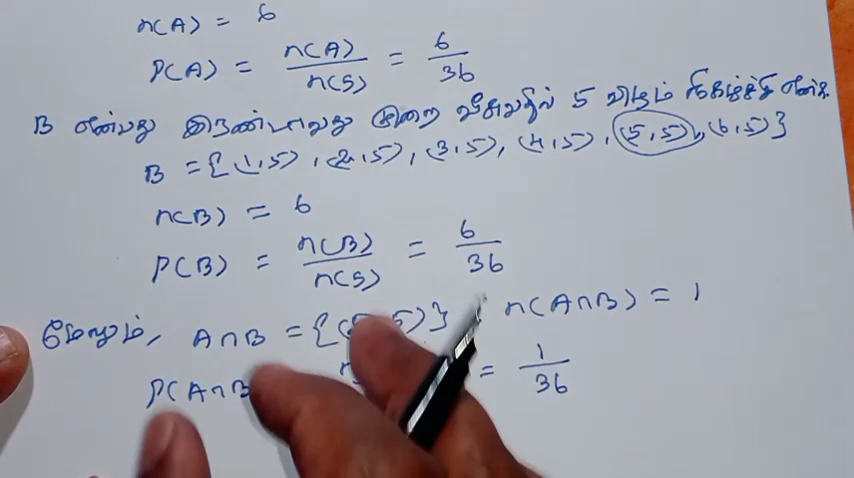 n(A) = 6
P(A) = n(A)/n(S) = 6/36
B என்பது இரண்டாவது முறை வீசுவதில் 5 விழும் நிகழ்ச்சி என்க.
B = {(1,5), (2,5), (3,5), (4,5), (5,5), (6,5)}
n(B) = 6
P(B) = n(B)/n(S) = 6/36
மேலும், A∩B = {(5,5)} n(A∩B) = 1
P(A∩B = 1/36